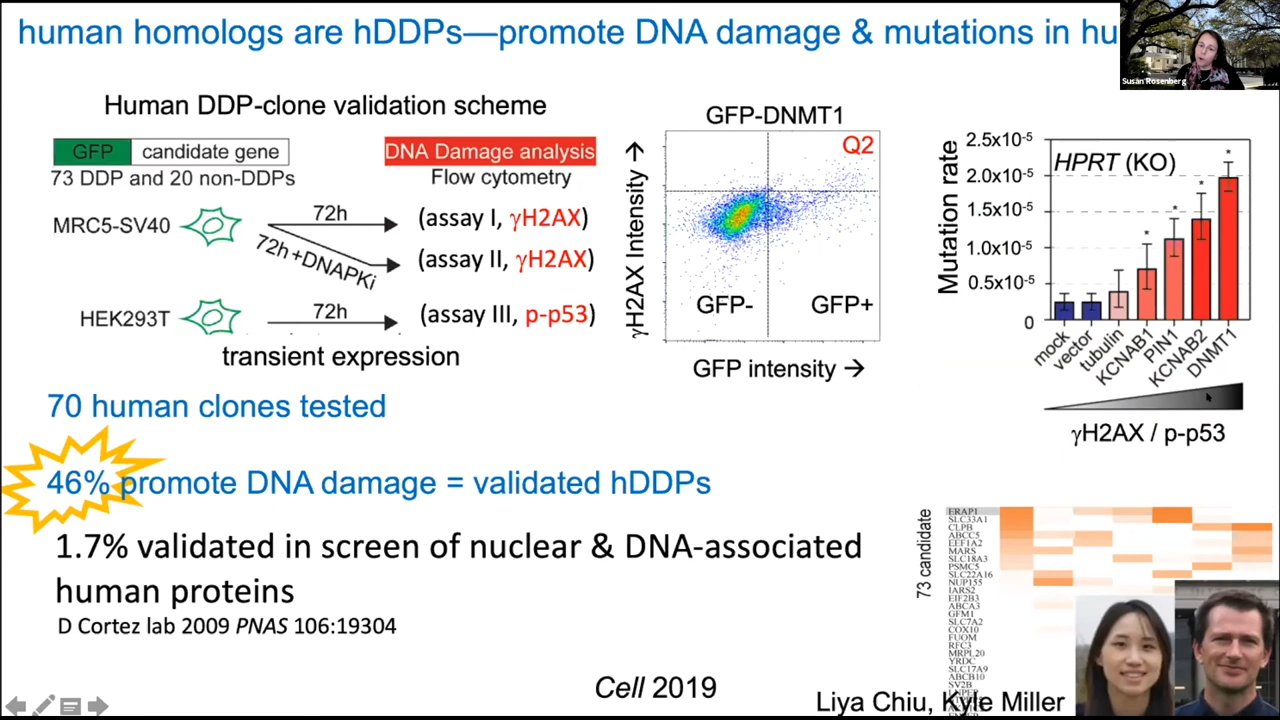 human homologs are hDDPs—promote DNA damage & mutations in hu
Susan Rosenberg
Human DDP-clone validation scheme
GFP candidate gene
73 DDP and 20 non-DDPs
DNA Damage analysis
Flow cytometry
MRC5-SV40
72h
(assay I, γH2AX)
72h +DNAPKi
(assay II, γH2AX)
HEK293T
72h
(assay III, p-p53)
transient expression
GFP-DNMT1
Q2
γH2AX Intensity →
GFP-
GFP+
GFP intensity →
Mutation rate
2.5x10⁻⁵
2.0x10⁻⁵
1.5x10⁻⁵
1.0x10⁻⁵
0.5x10⁻⁵
0
HPRT (KO)
* * * *
mock
vector
tubulin
KCNAB1
PIN1
KCNAB2
DNMT1
γH2AX / p-p53
70 human clones tested
46% promote DNA damage = validated hDDPs
1.7% validated in screen of nuclear & DNA-associated
human proteins
D Cortez lab 2009 PNAS 106:19304
Cell 2019
73 candidate
ERAP1
SLC33A1
CLPB
ABCC5
EEF1A2
MARS
SLC18A3
PSMC5
SLC22A16
NUP155
IARS2
EIF2B3
ABCA3
GFM1
SLC7A2
COX10
FUOM
RFC3
MRPL20
YRDC
SLC17A9
ABCB10
SV2B
Liya Chiu, Kyle Miller